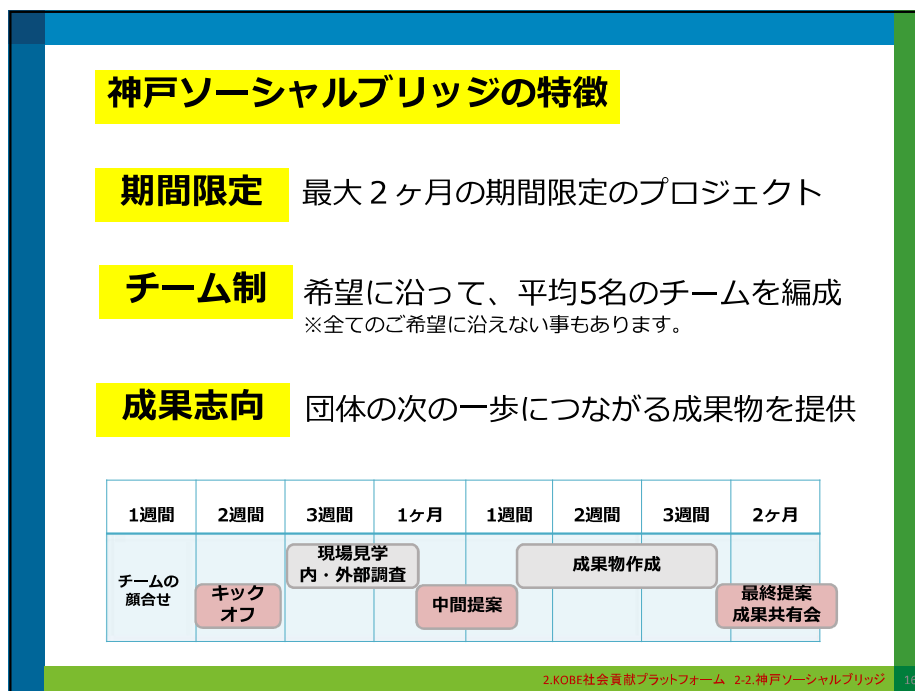 神戸ソーシャルブリッジの特徴
期間限定 最大２ヶ月の期間限定のプロジェクト
チーム制 希望に沿って、平均5名のチームを編成
※全てのご希望に沿えない事もあります。
成果志向 団体の次の一歩につながる成果物を提供
1週間 2週間 3週間 1ヶ月 1週間 2週間 3週間 2ヶ月
チームの
顔合せ
キック
オフ
現場見学
内・外部調査
中間提案
成果物作成
最終提案
成果共有会
2.KOBE社会貢献プラットフォーム 2-2.神戸ソーシャルブリッジ 16